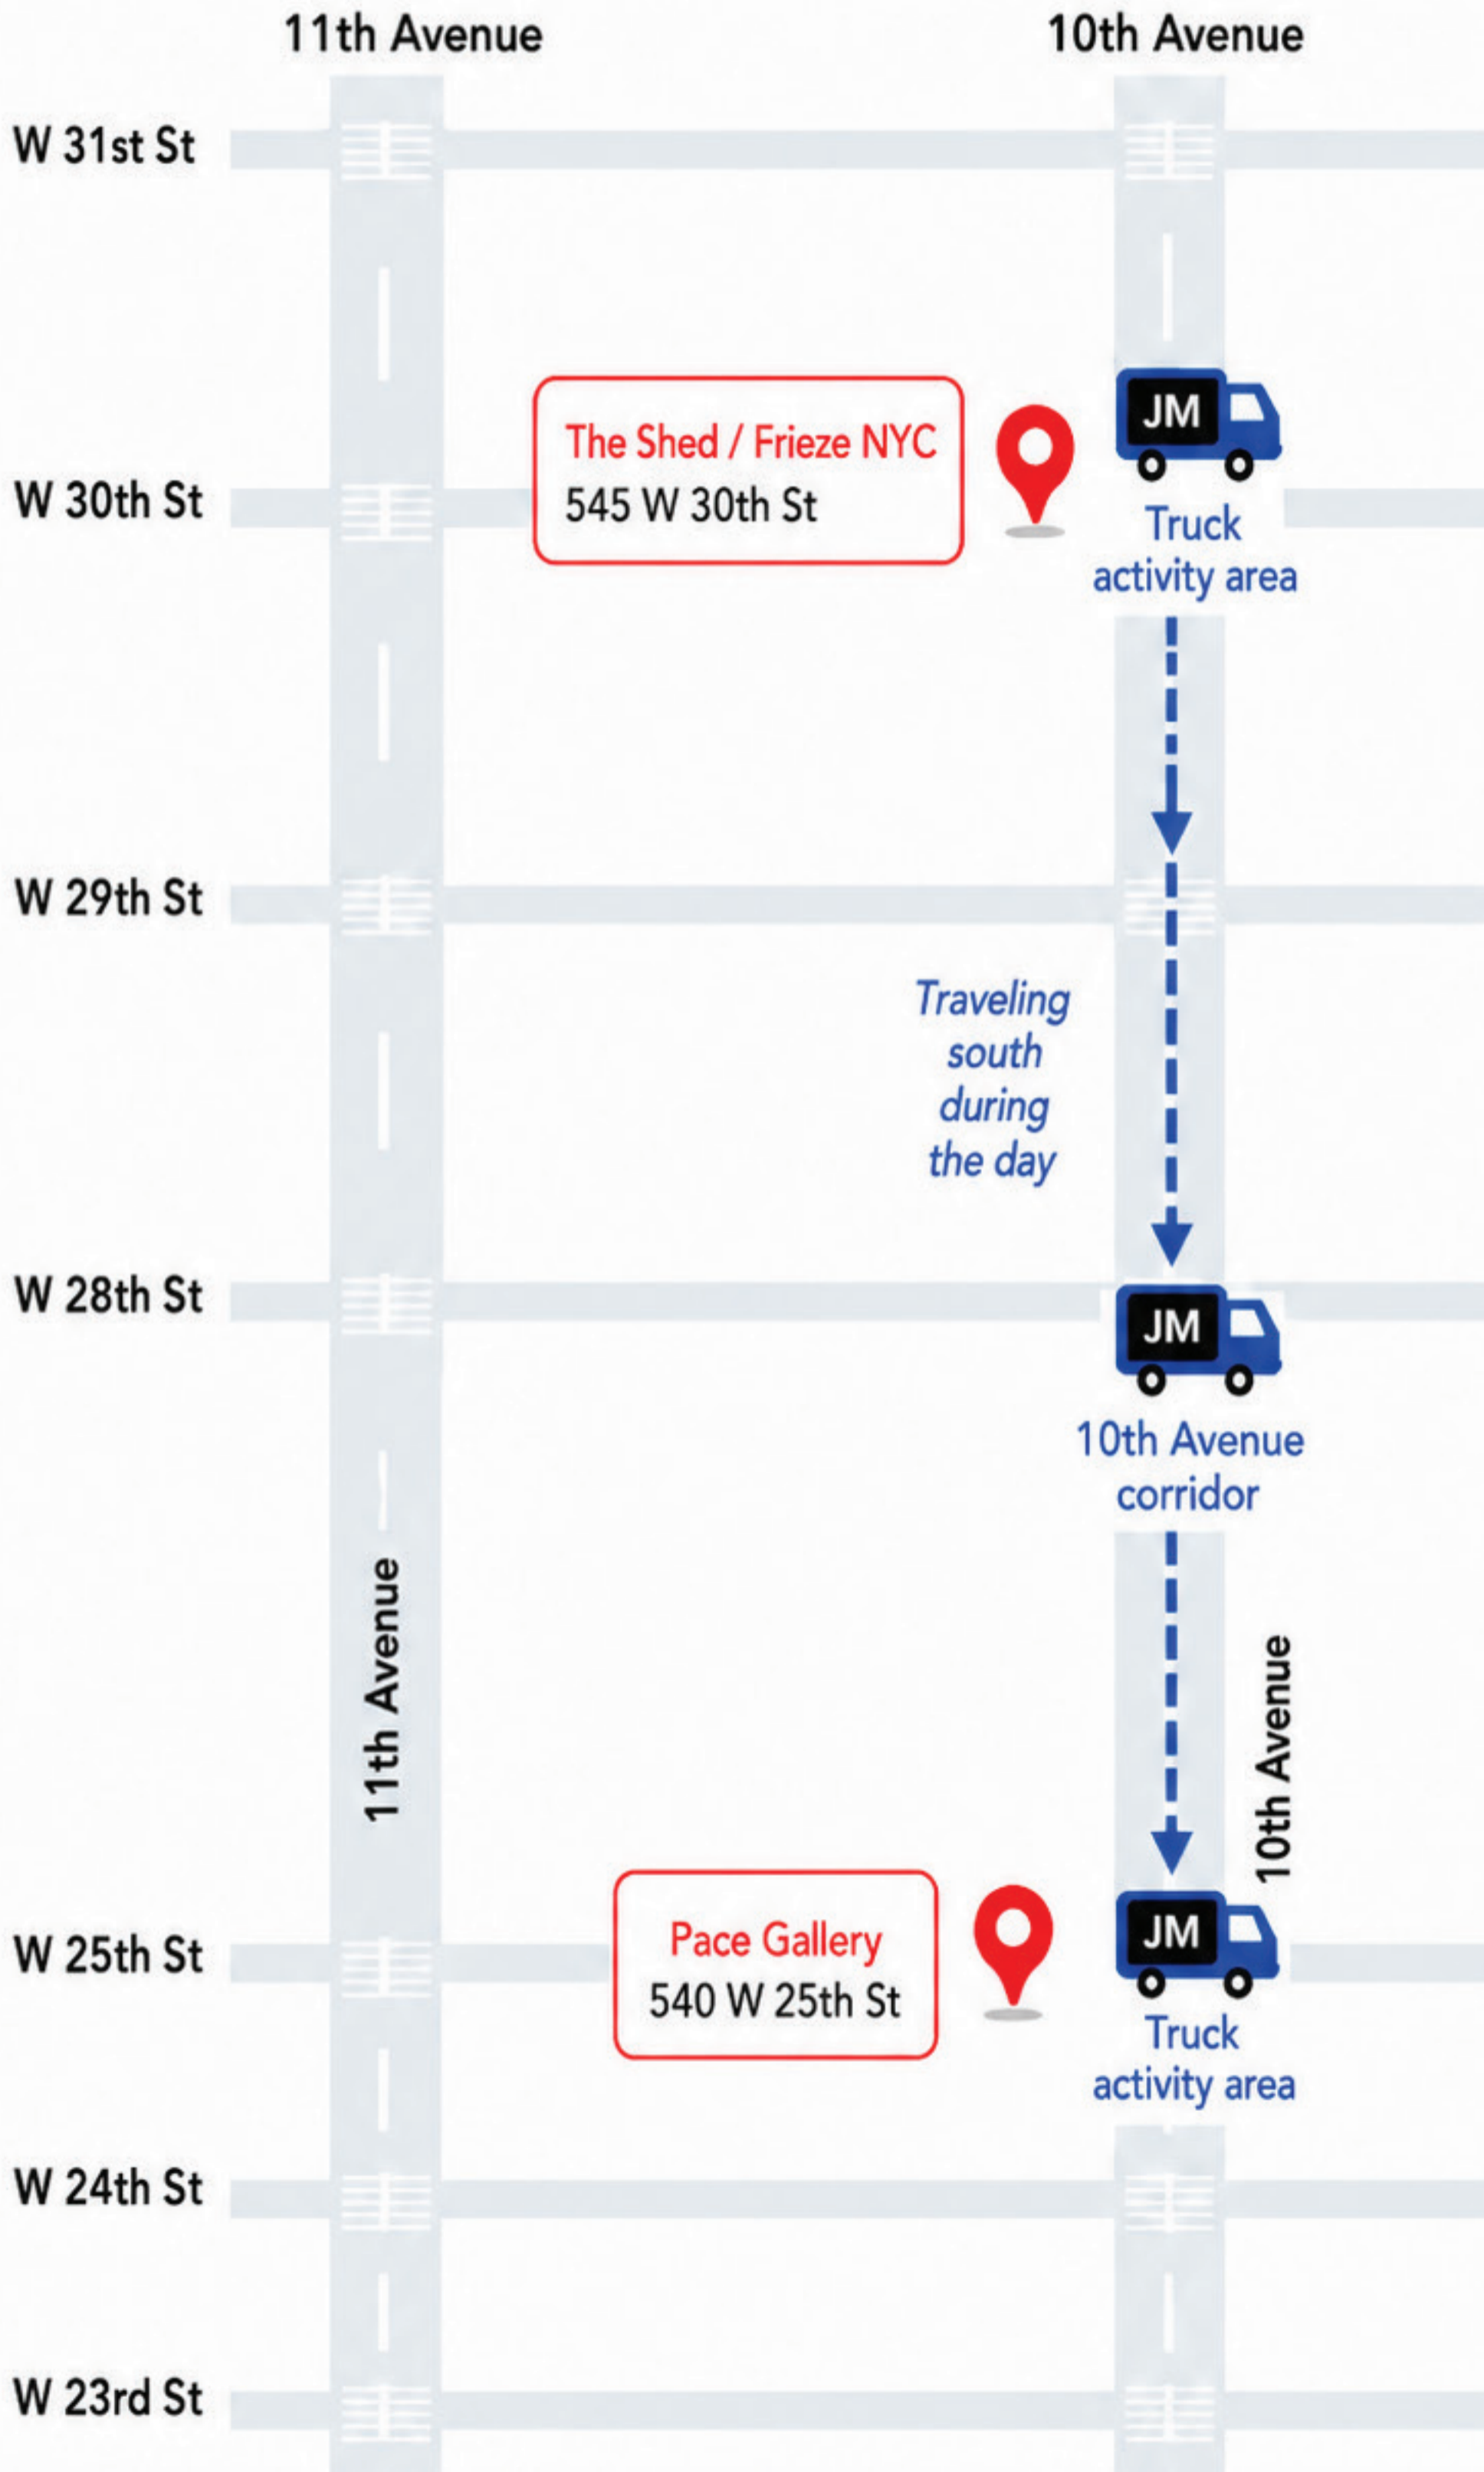 11th Avenue
10th Avenue
W 31st St
JM
The Shed / Frieze NYC
545 W 30th St
W 30th St
Truck
activity area
W 29th St
Traveling
south
during
the day
W 28th St
JM
10th Avenue
corridor
11th Avenue
10th Avenue
W 25th St
Pace Gallery
540 W 25th St
JM
Truck
activity area
W 24th St
W 23rd St